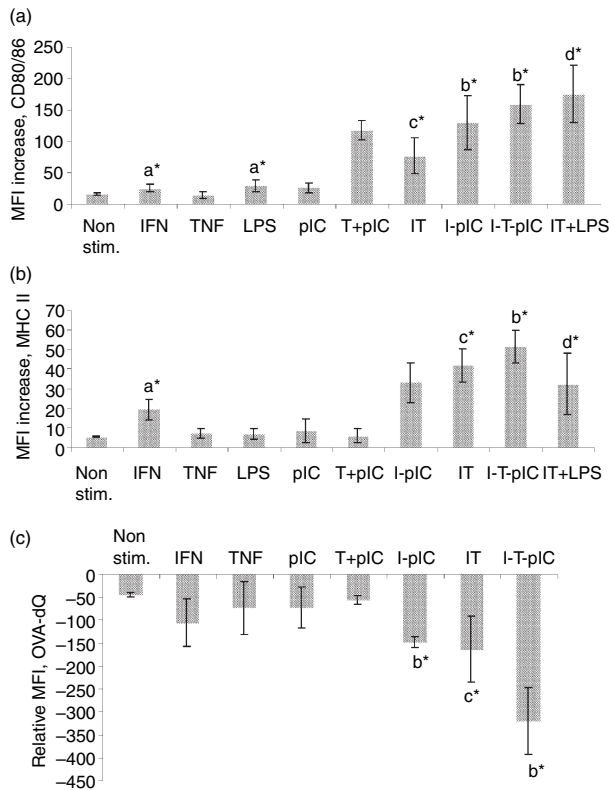 (a)
MFI increase, CD80/86
250
200
150
100
50
0
a*
a*
c*
b*
b*
d*
Non stim.
IFN
TNF
LPS
pIC
T+pIC
IT
I-pIC
I-T-pIC
IT+LPS
(b)
MFI increase, MHC II
70
60
50
40
30
20
10
0
a*
c*
b*
d*
Non stim.
IFN
TNF
LPS
pIC
T+pIC
I-pIC
IT
I-T-pIC
IT+LPS
(c)
Non stim.
IFN
TNF
pIC
T+pIC
I-pIC
IT
I-T-pIC
Relative MFI, OVA-dQ
0
–50
–100
–150
–200
–250
–300
–350
–400
–450
b*
c*
b*